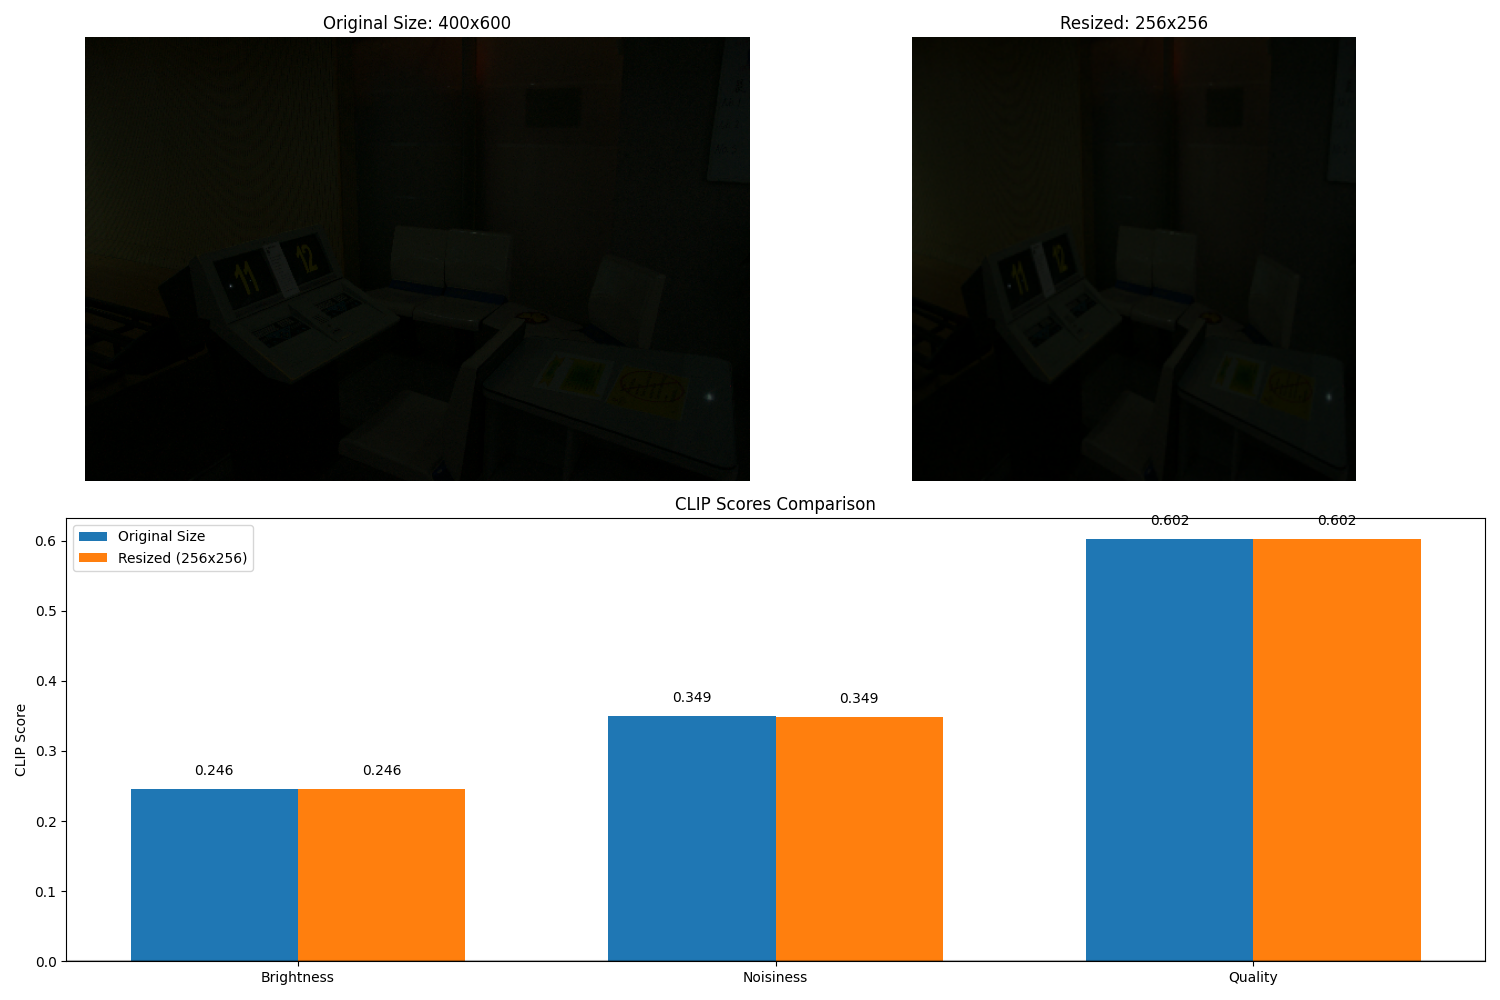 Original Size: 400x600
Resized: 256x256
11 12
11 12
CLIP Scores Comparison
Original Size
Resized (256x256)
CLIP Score
0.6
0.5
0.4
0.3
0.2
0.1
0.0
0.246
0.246
0.349
0.349
0.602
0.602
Brightness
Noisiness
Quality